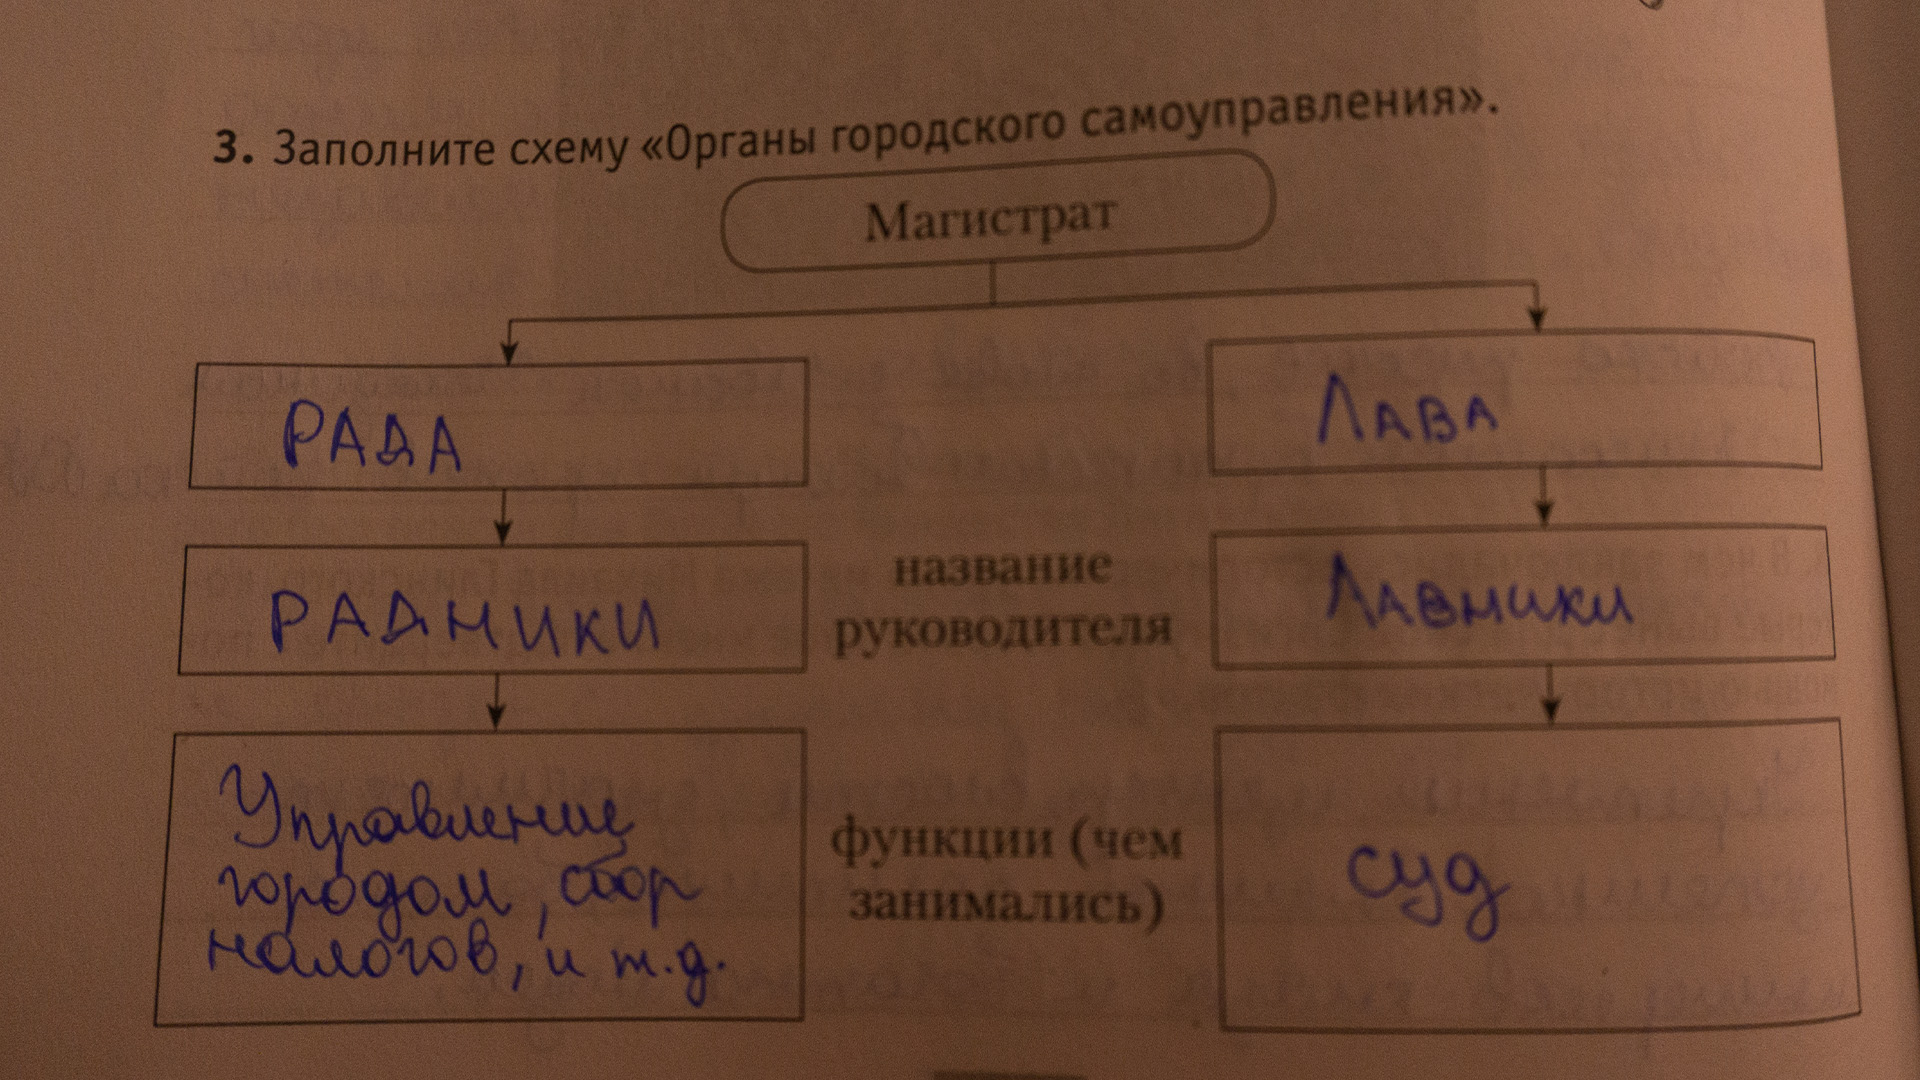 3. Заполните схему «Органы городского самоуправления».
Магистрат
РАДА
ЛАВА
РАДНИКИ
название
руководителя
Лавники
Управление
городом, сбор
налогов, и т.д.
функции (чем
занимались)
суд